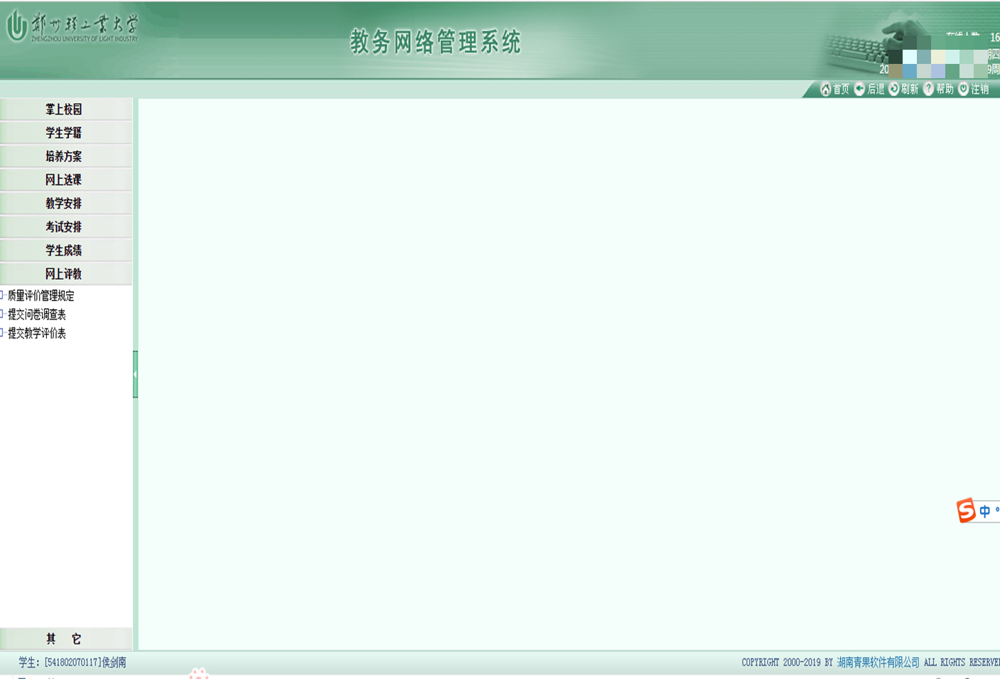 鄭州轻工业大学
ZHENGZHOU UNIVERSITY OF LIGHT INDUSTRY
教务网络管理系统
16
期四
20
9周
首页 后退 刷新 帮助 注销
掌上校园
学生学籍
培养方案
网上选课
教学安排
考试安排
学生成绩
网上评教
质量评价管理规定
提交问卷调查表
提交教学评价表
中
其 它
学生：[541802070117]侯剑南
COPYRIGHT 2000-2019 BY 湖南青果软件有限公司 ALL RIGHTS RESERVE